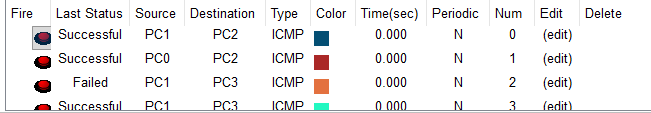 Fire Last Status Source Destination Type Color Time(sec) Periodic Num Edit Delete
Successful PC1 PC2 ICMP 0.000 N 0 (edit)
Successful PC0 PC2 ICMP 0.000 N 1 (edit)
Failed PC1 PC3 ICMP 0.000 N 2 (edit)
Successful PC1 PC3 ICMP 0.000 N 3 (edit)